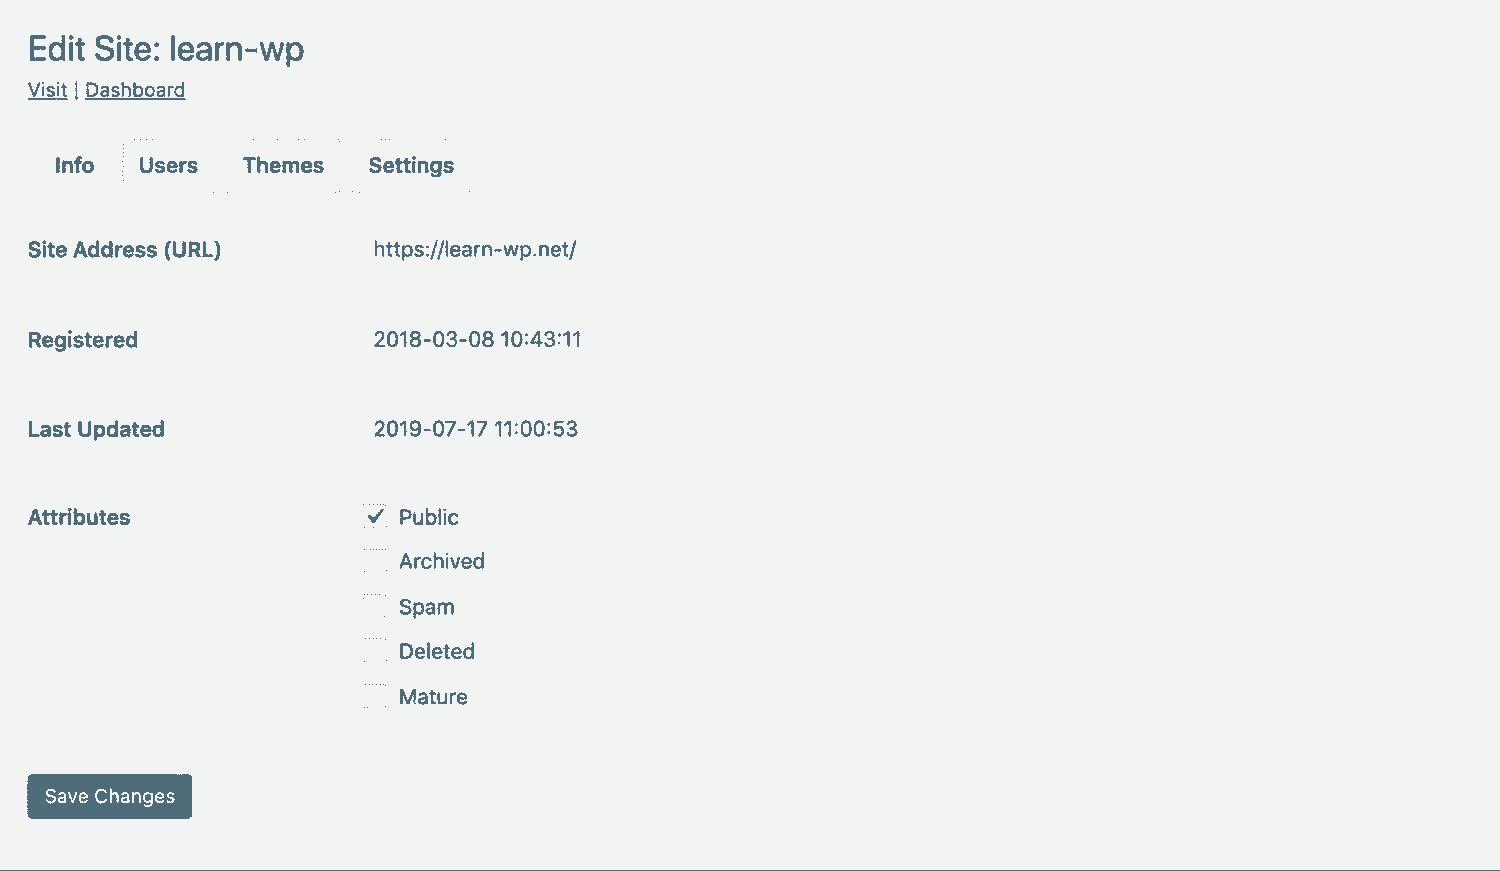 Edit Site: learn-wp
Visit | Dashboard
Info Users Themes Settings
Site Address (URL) https://learn-wp.net/
Registered 2018-03-08 10:43:11
Last Updated 2019-07-17 11:00:53
Attributes Public
Archived
Spam
Deleted
Mature
Save Changes